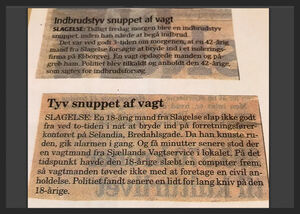 Indbrudstyv snuppet af vagt
SLAGELSE: Tidligt fredag morgen blev en indbrudstyv
snuppet, inden han nåede at begå indbrud.
Det var ved godt 3-tiden om morgenen, at en 42-årig
mand fra Slagelse forsøgte at bryde ind i et isolerings-
firma på En vagt opdagede manden og på-
greb ham. Politiet blev tilkaldt og anholdt den 42-årige,
som sigtes for indbrudsforsøg.
Tyv snuppet af vagt
SLAGELSE: En 18-årig mand fra Slagelse slap ikke godt
fra ved to-tiden i nat at bryde ind på forretningsfører-
kontoret på Selandia, Bredahlsgade. Da han knuste ru-
den, gik alarmen i gang. Og få minutter senere stod der
en vagtmand fra Sjællands Vagtservice i lokalet. På det
tidspunkt havde den 18-årige slæbt en computer frem,
så vagtmanden tøvede ikke med at foretage en civil an-
holdelse. Politiet fandt senere en lidt for lang kniv på den
18-årige.